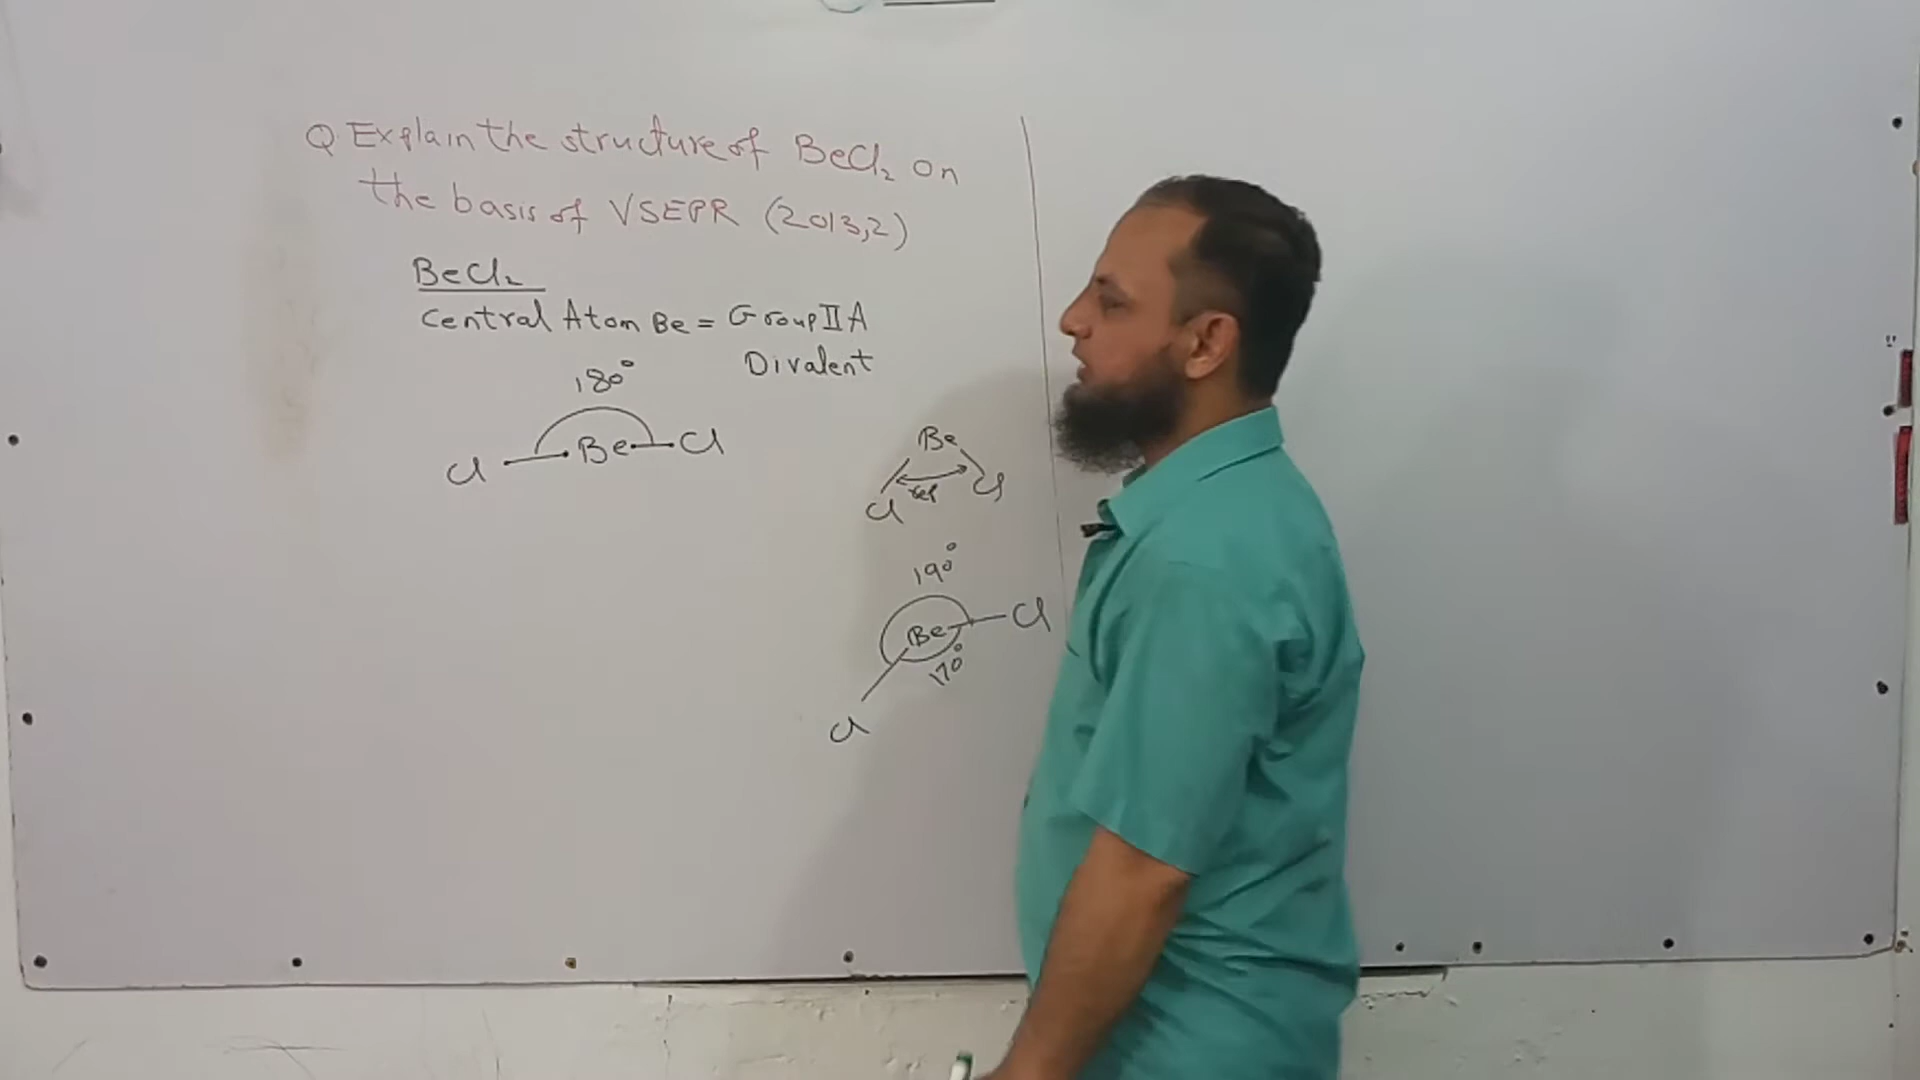 Q. Explain the structure of BeCl₂ on
the basis of VSEPR (2013,2)
BeCl₂
Central Atom Be = Group II A
Divalent
180°
Cl Be Cl
Be
Cl Cl
190°
Be Cl
170°
Cl